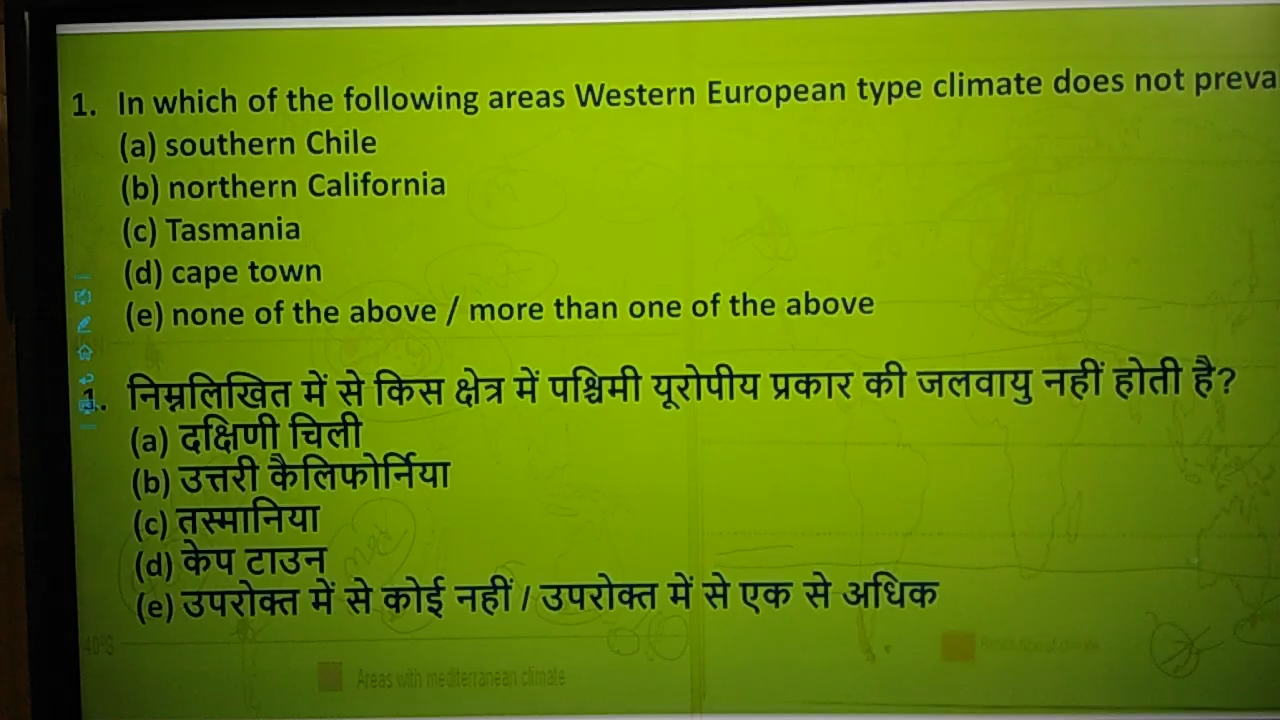 1. In which of the following areas Western European type climate does not preva
(a) southern Chile
(b) northern California
(c) Tasmania
(d) cape town
(e) none of the above / more than one of the above
1. निम्नलिखित में से किस क्षेत्र में पश्चिमी यूरोपीय प्रकार की जलवायु नहीं होती है?
(a) दक्षिणी चिली
(b) उत्तरी कैलिफोर्निया
(c) तस्मानिया
(d) केप टाउन
(e) उपरोक्त में से कोई नहीं / उपरोक्त में से एक से अधिक
40°S
Areas with mediterranean climate